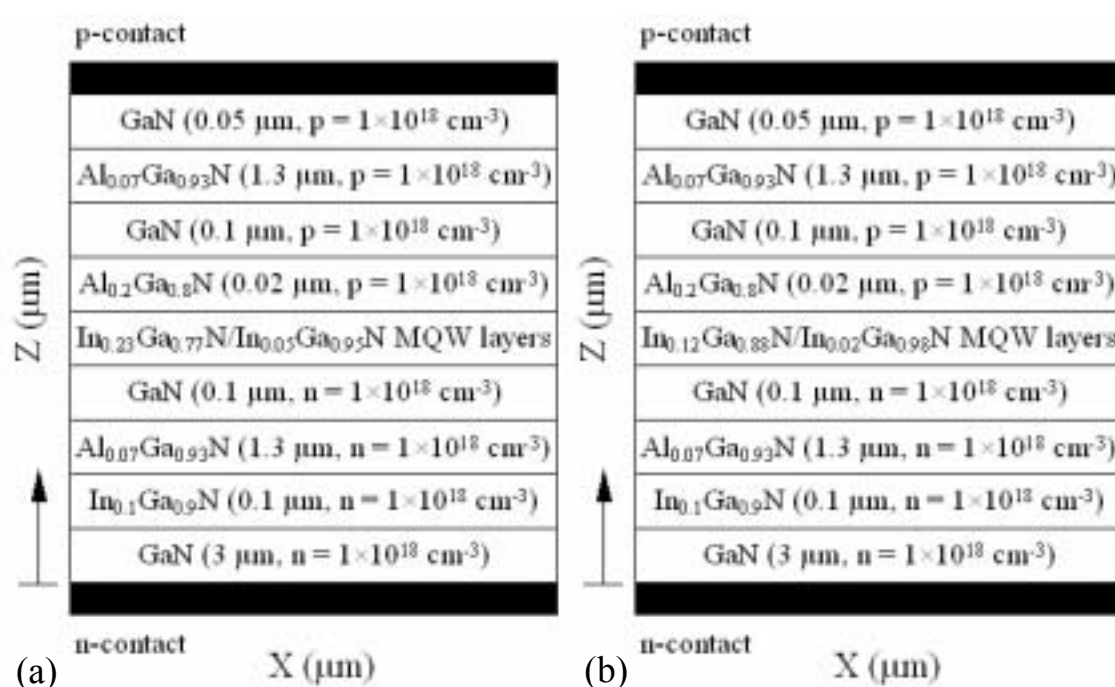 p-contact
GaN (0.05 μm, p = 1×10¹⁸ cm⁻³)
Al₀.₀₇Ga₀.₉₃N (1.3 μm, p = 1×10¹⁸ cm⁻³)
GaN (0.1 μm, p = 1×10¹⁸ cm⁻³)
Al₀.₂Ga₀.₈N (0.02 μm, p = 1×10¹⁸ cm⁻³)
In₀.₂₃Ga₀.₇₇N/In₀.₀₅Ga₀.₉₅N MQW layers
GaN (0.1 μm, n = 1×10¹⁸ cm⁻³)
Al₀.₀₇Ga₀.₉₃N (1.3 μm, n = 1×10¹⁸ cm⁻³)
In₀.₁Ga₀.₉N (0.1 μm, n = 1×10¹⁸ cm⁻³)
GaN (3 μm, n = 1×10¹⁸ cm⁻³)
n-contact
Z (μm)
X (μm)
(a)
p-contact
GaN (0.05 μm, p = 1×10¹⁸ cm⁻³)
Al₀.₀₇Ga₀.₉₃N (1.3 μm, p = 1×10¹⁸ cm⁻³)
GaN (0.1 μm, p = 1×10¹⁸ cm⁻³)
Al₀.₂Ga₀.₈N (0.02 μm, p = 1×10¹⁸ cm⁻³)
In₀.₁₂Ga₀.₈₈N/In₀.₀₂Ga₀.₉₈N MQW layers
GaN (0.1 μm, n = 1×10¹⁸ cm⁻³)
Al₀.₀₇Ga₀.₉₃N (1.3 μm, n = 1×10¹⁸ cm⁻³)
In₀.₁Ga₀.₉N (0.1 μm, n = 1×10¹⁸ cm⁻³)
GaN (3 μm, n = 1×10¹⁸ cm⁻³)
n-contact
Z (μm)
X (μm)
(b)